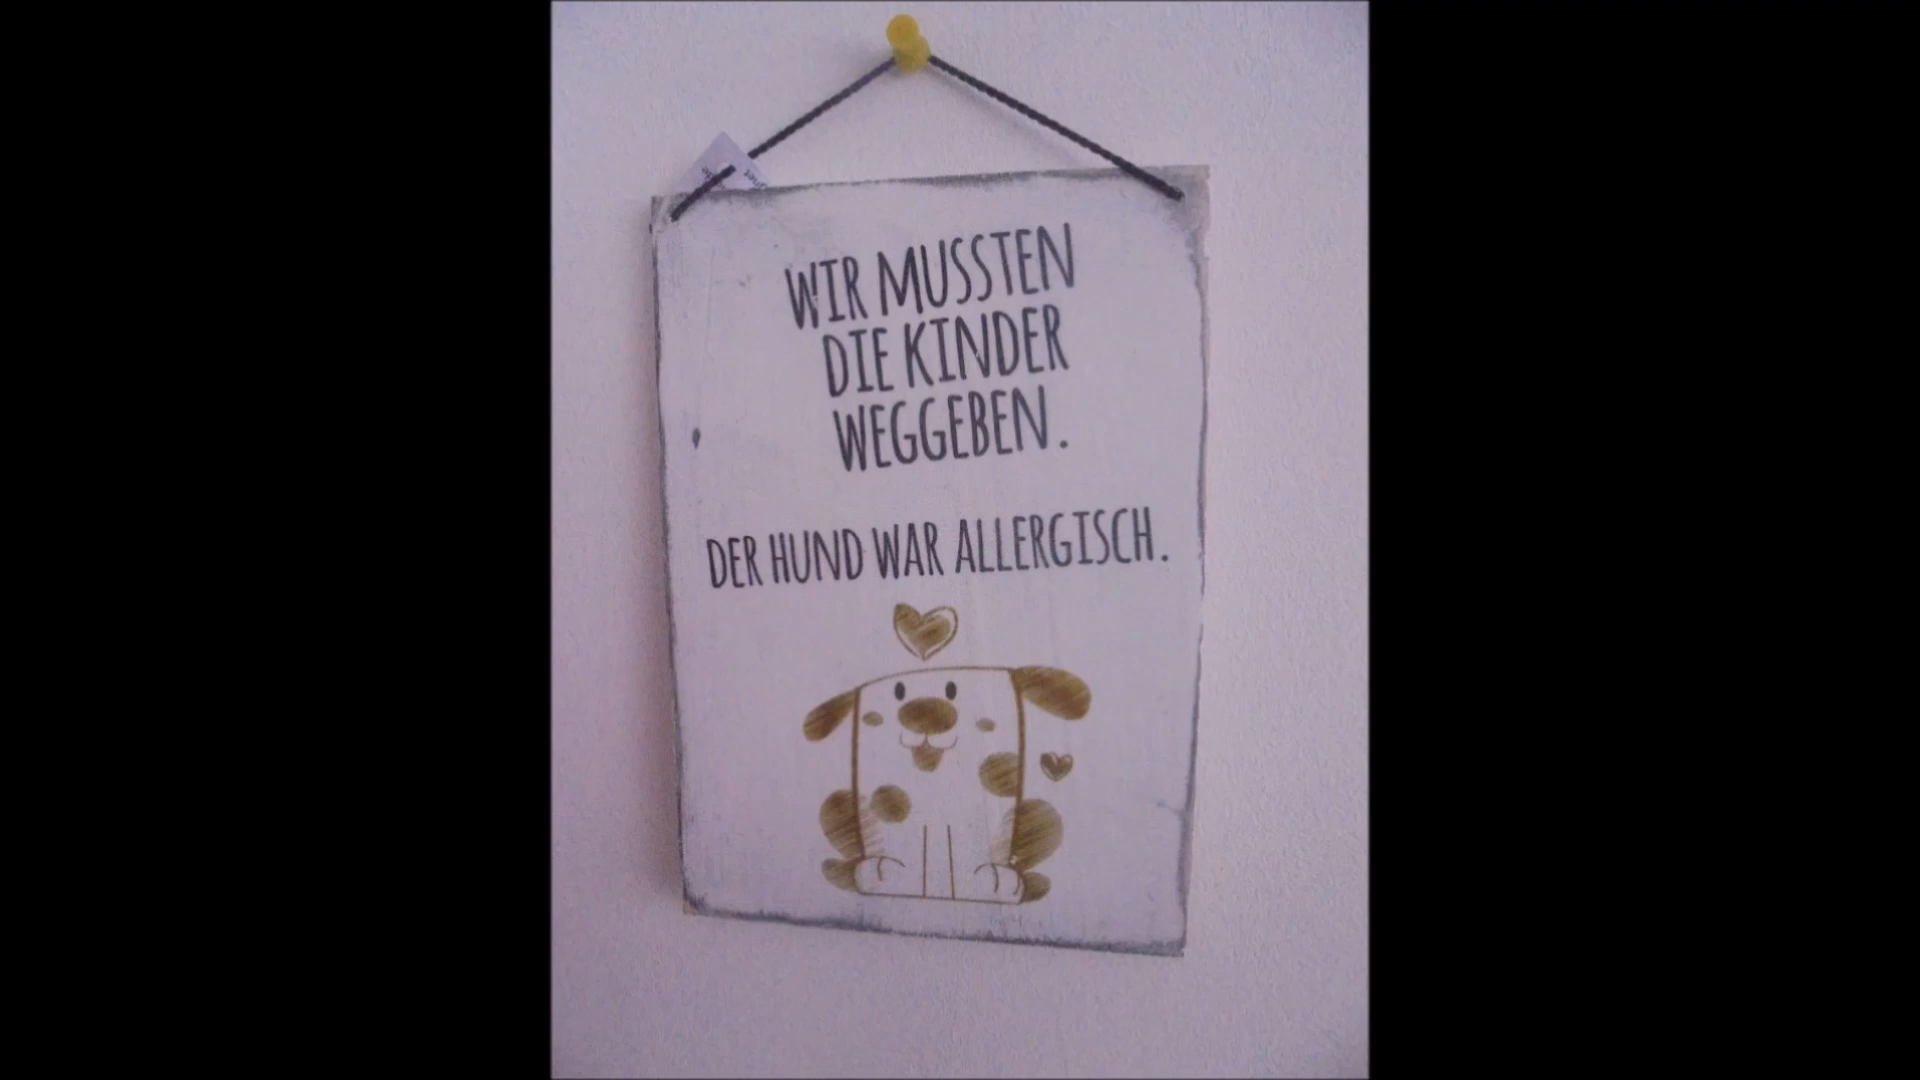 WIR MUSSTEN
DIE KINDER
WEGGEBEN.
DER HUND WAR ALLERGISCH.